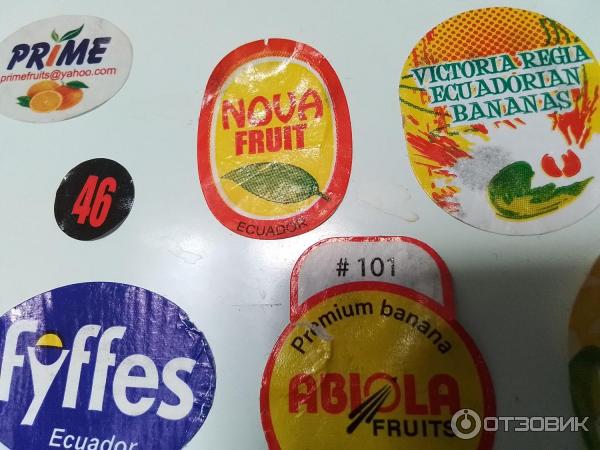 PRIME
primefruits@yahoo.com
NOVA
FRUIT
ECUADOR
VICTORIA REGIA
ECUADORIAN
BANANAS
46
fyffes
Ecuador
# 101
Premium banana
ABIOLA
FRUITS
ОТЗОВИК